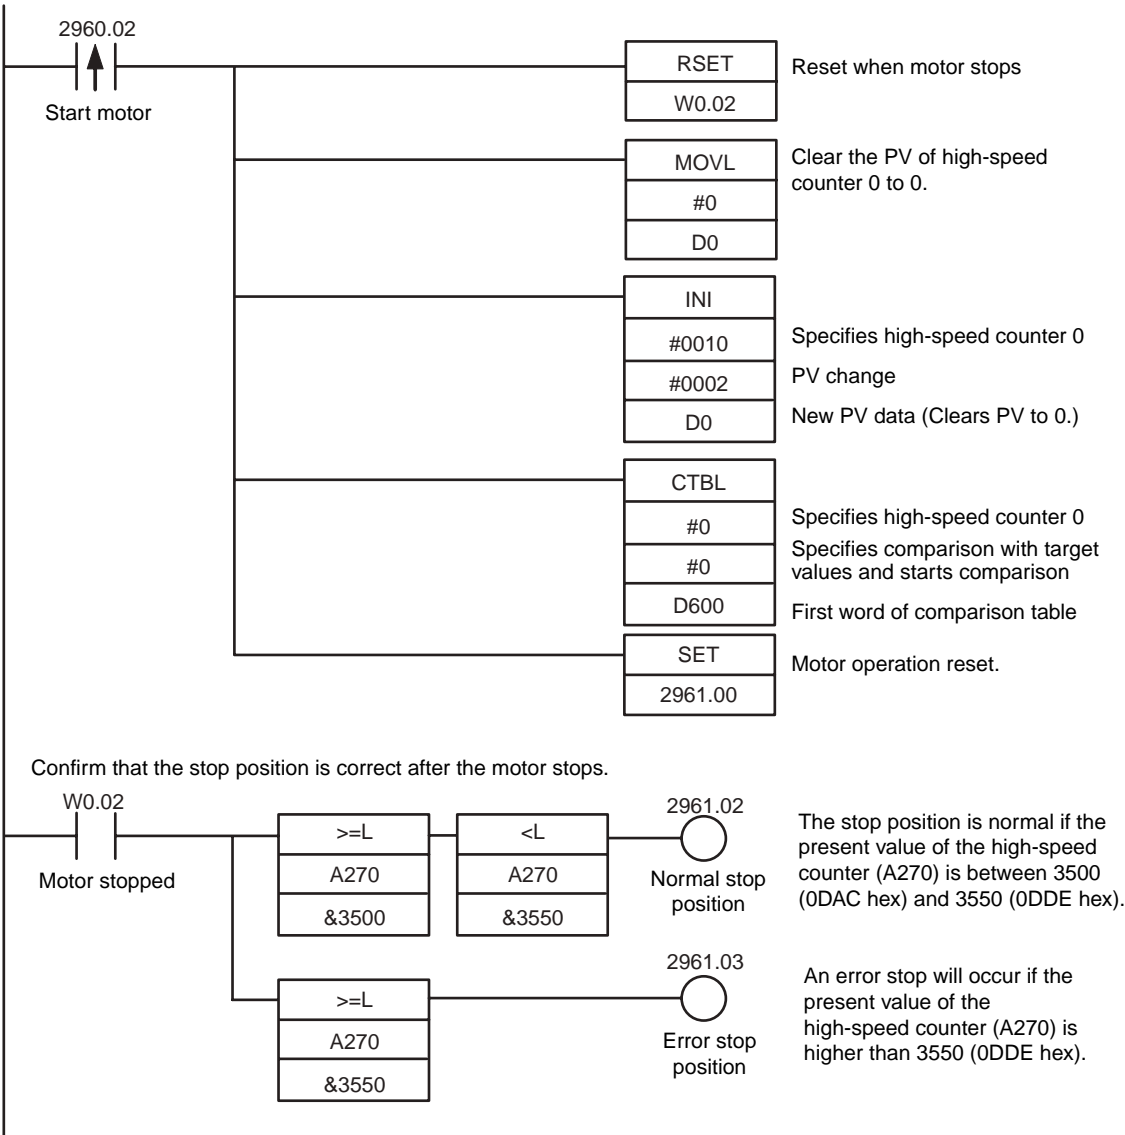 2960.02
Start motor
RSET
W0.02
Reset when motor stops
MOVL
#0
D0
Clear the PV of high-speed
counter 0 to 0.
INI
#0010
#0002
D0
Specifies high-speed counter 0
PV change
New PV data (Clears PV to 0.)
CTBL
#0
#0
D600
Specifies high-speed counter 0
Specifies comparison with target
values and starts comparison
First word of comparison table
SET
2961.00
Motor operation reset.
Confirm that the stop position is correct after the motor stops.
W0.02
Motor stopped
>=L
A270
&3500
<L
A270
&3550
2961.02
Normal stop
position
The stop position is normal if the
present value of the high-speed
counter (A270) is between 3500
(0DAC hex) and 3550 (0DDE hex).
>=L
A270
&3550
2961.03
Error stop
position
An error stop will occur if the
present value of the
high-speed counter (A270) is
higher than 3550 (0DDE hex).